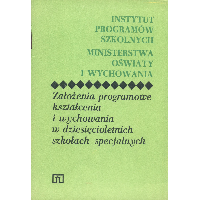 INSTYTUT
PROGRAMÓW
SZKOLNYCH
MINISTERSTWA
OŚWIATY
I WYCHOWANIA
Założenia programowe
kształcenia
i wychowania
w dziesięcioletnich
szkołach specjalnych